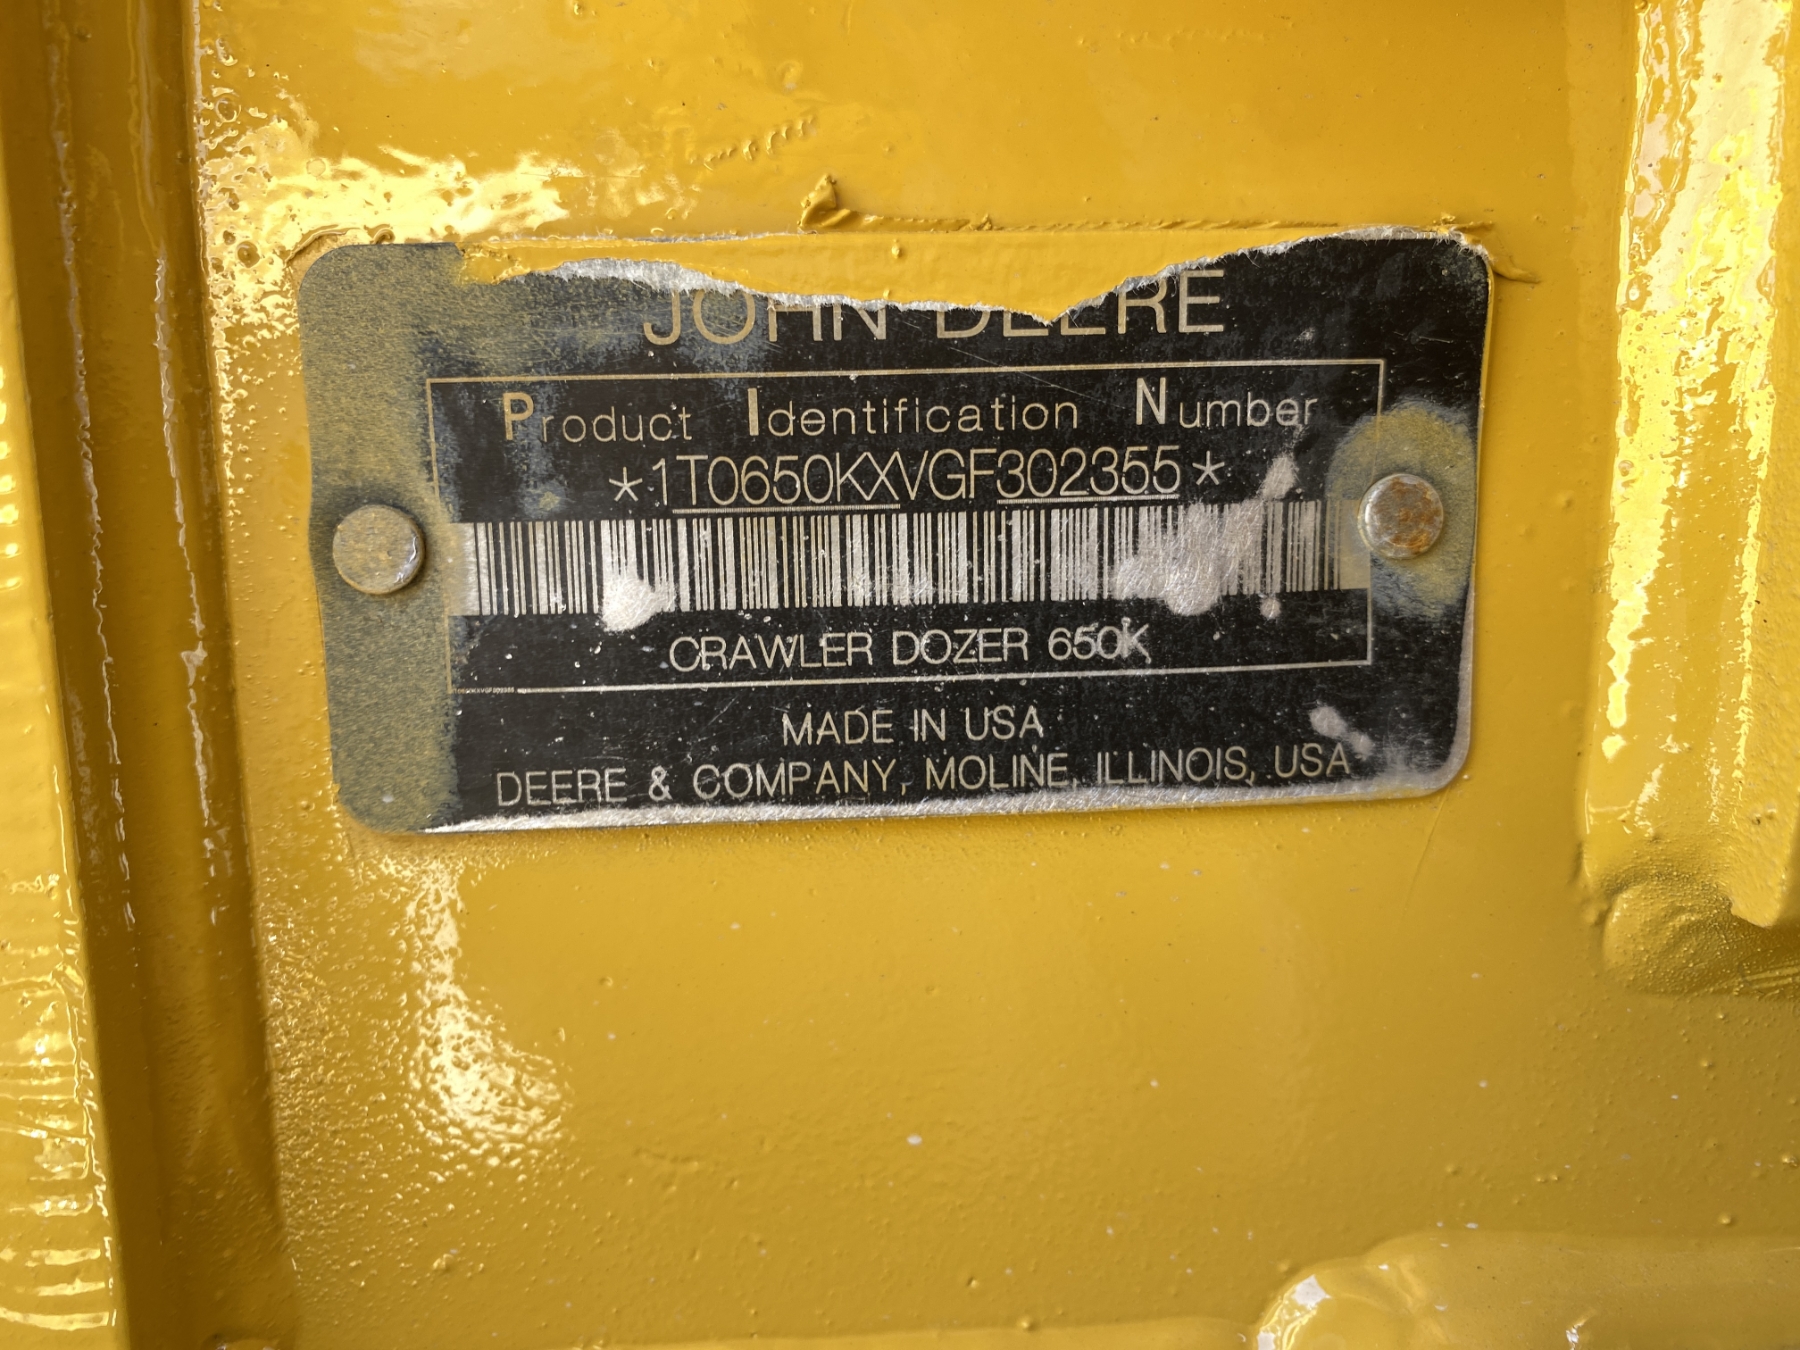 JOHN DEERE
Product Identification Number
*1T0650KXVGF302355*
CRAWLER DOZER 650K
MADE IN USA
DEERE & COMPANY, MOLINE, ILLINOIS, USA